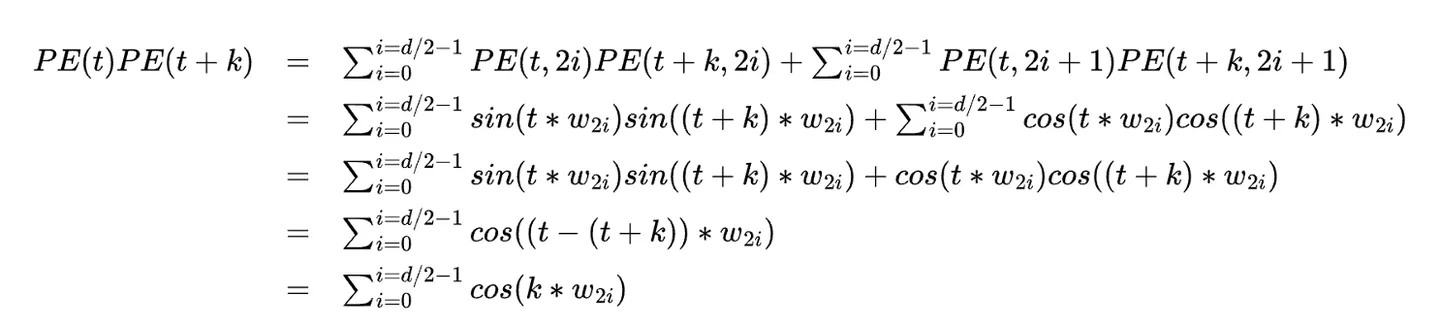 PE(t)PE(t + k) = ∑_{i=0}^{i=d/2−1} PE(t, 2i)PE(t + k, 2i) + ∑_{i=0}^{i=d/2−1} PE(t, 2i + 1)PE(t + k, 2i + 1)
= ∑_{i=0}^{i=d/2−1} sin(t ∗ w_{2i})sin((t + k) ∗ w_{2i}) + ∑_{i=0}^{i=d/2−1} cos(t ∗ w_{2i})cos((t + k) ∗ w_{2i})
= ∑_{i=0}^{i=d/2−1} sin(t ∗ w_{2i})sin((t + k) ∗ w_{2i}) + cos(t ∗ w_{2i})cos((t + k) ∗ w_{2i})
= ∑_{i=0}^{i=d/2−1} cos((t − (t + k)) ∗ w_{2i})
= ∑_{i=0}^{i=d/2−1} cos(k ∗ w_{2i})